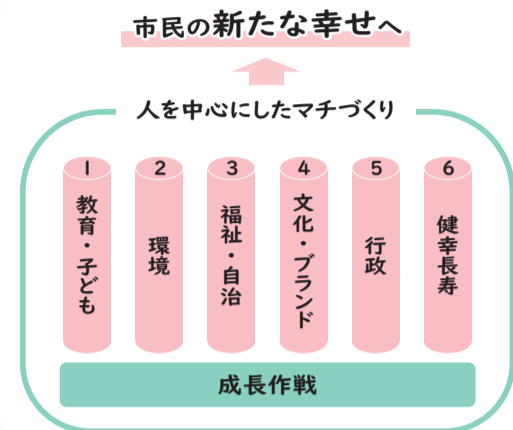 市民の新たな幸せへ
人を中心にしたマチづくり
1
教育・子ども
2
環境
3
福祉・自治
4
文化・ブランド
5
行政
6
健幸長寿
成長作戦